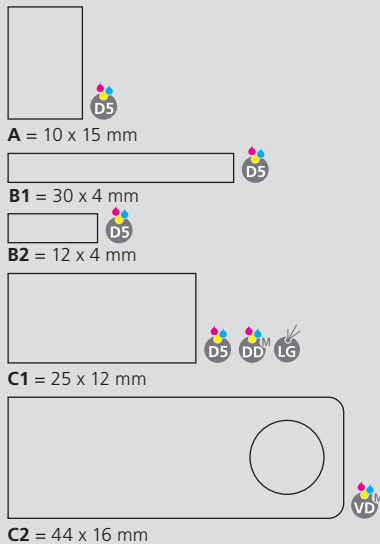 D5
A = 10 x 15 mm
D5
B1 = 30 x 4 mm
D5
B2 = 12 x 4 mm
D5 DD M LG
C1 = 25 x 12 mm
VD M
C2 = 44 x 16 mm